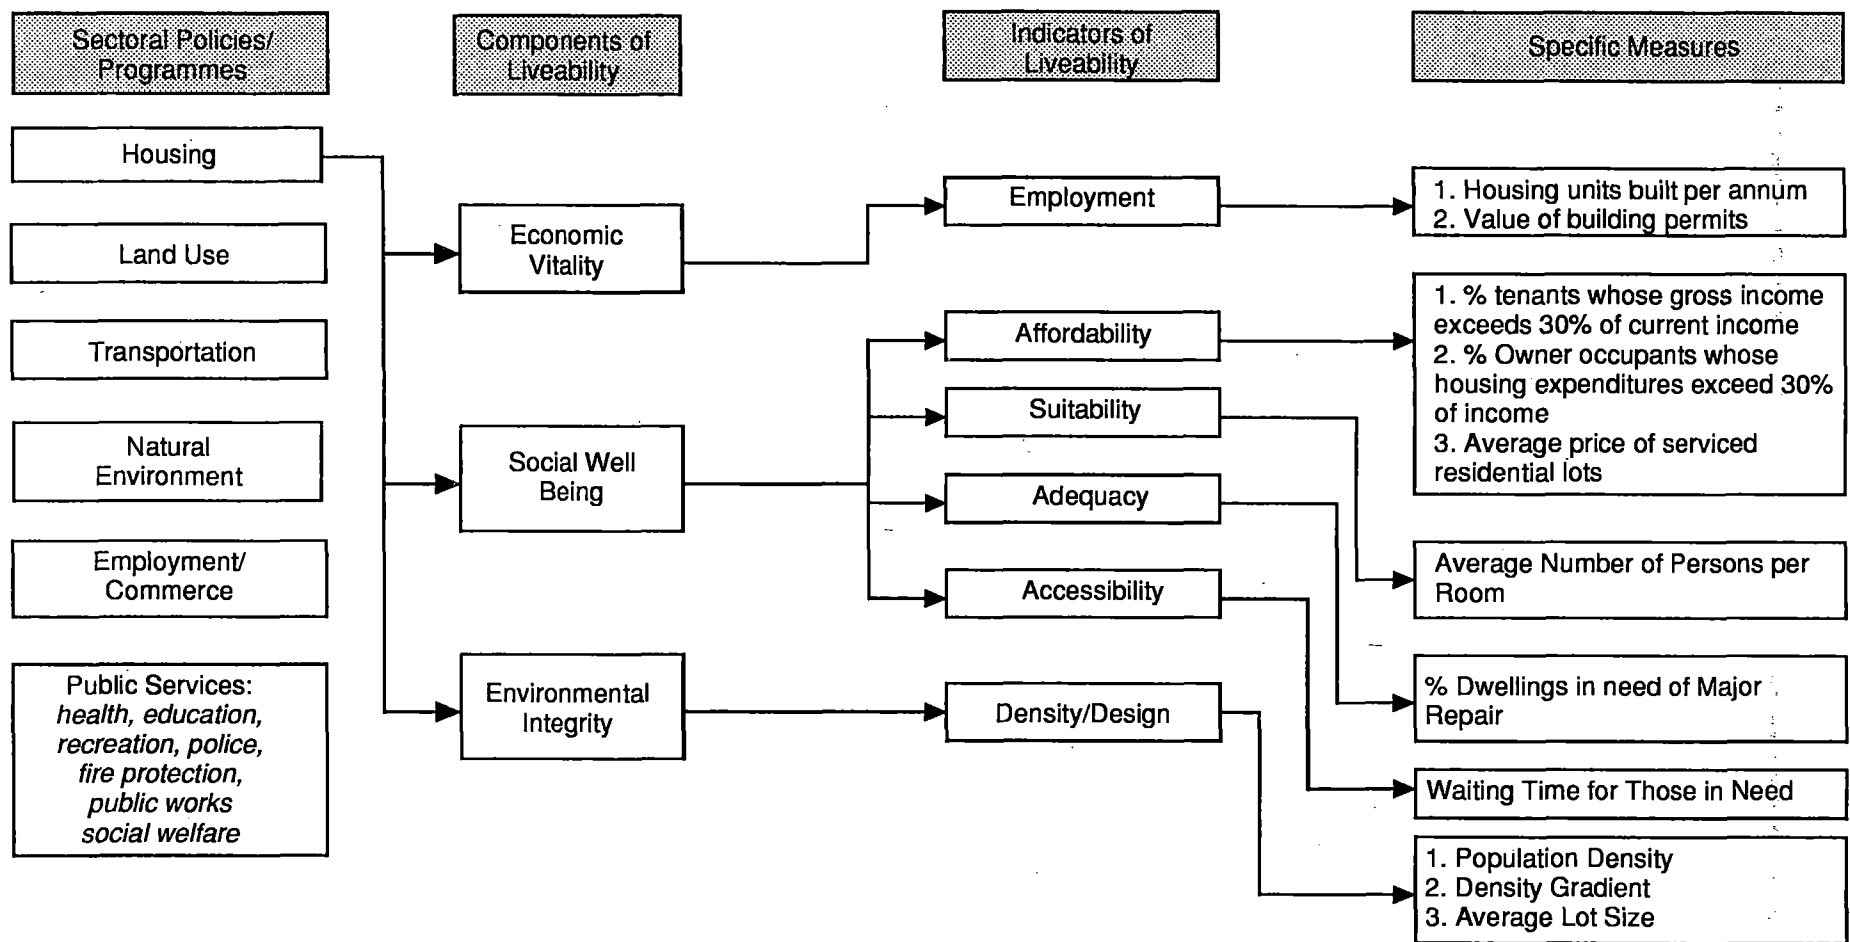 Sectoral Policies/
Programmes
Components of
Liveability
Indicators of
Liveability
Specific Measures
Housing
Land Use
Transportation
Natural
Environment
Employment/
Commerce
Public Services:
health, education,
recreation, police,
fire protection,
public works
social welfare
Economic
Vitality
Social Well
Being
Environmental
Integrity
Employment
Affordability
Suitability
Adequacy
Accessibility
Density/Design
1. Housing units built per annum
2. Value of building permits
1. % tenants whose gross income
exceeds 30% of current income
2. % Owner occupants whose
housing expenditures exceed 30%
of income
3. Average price of serviced
residential lots
Average Number of Persons per
Room
% Dwellings in need of Major
Repair
Waiting Time for Those in Need
1. Population Density
2. Density Gradient
3. Average Lot Size